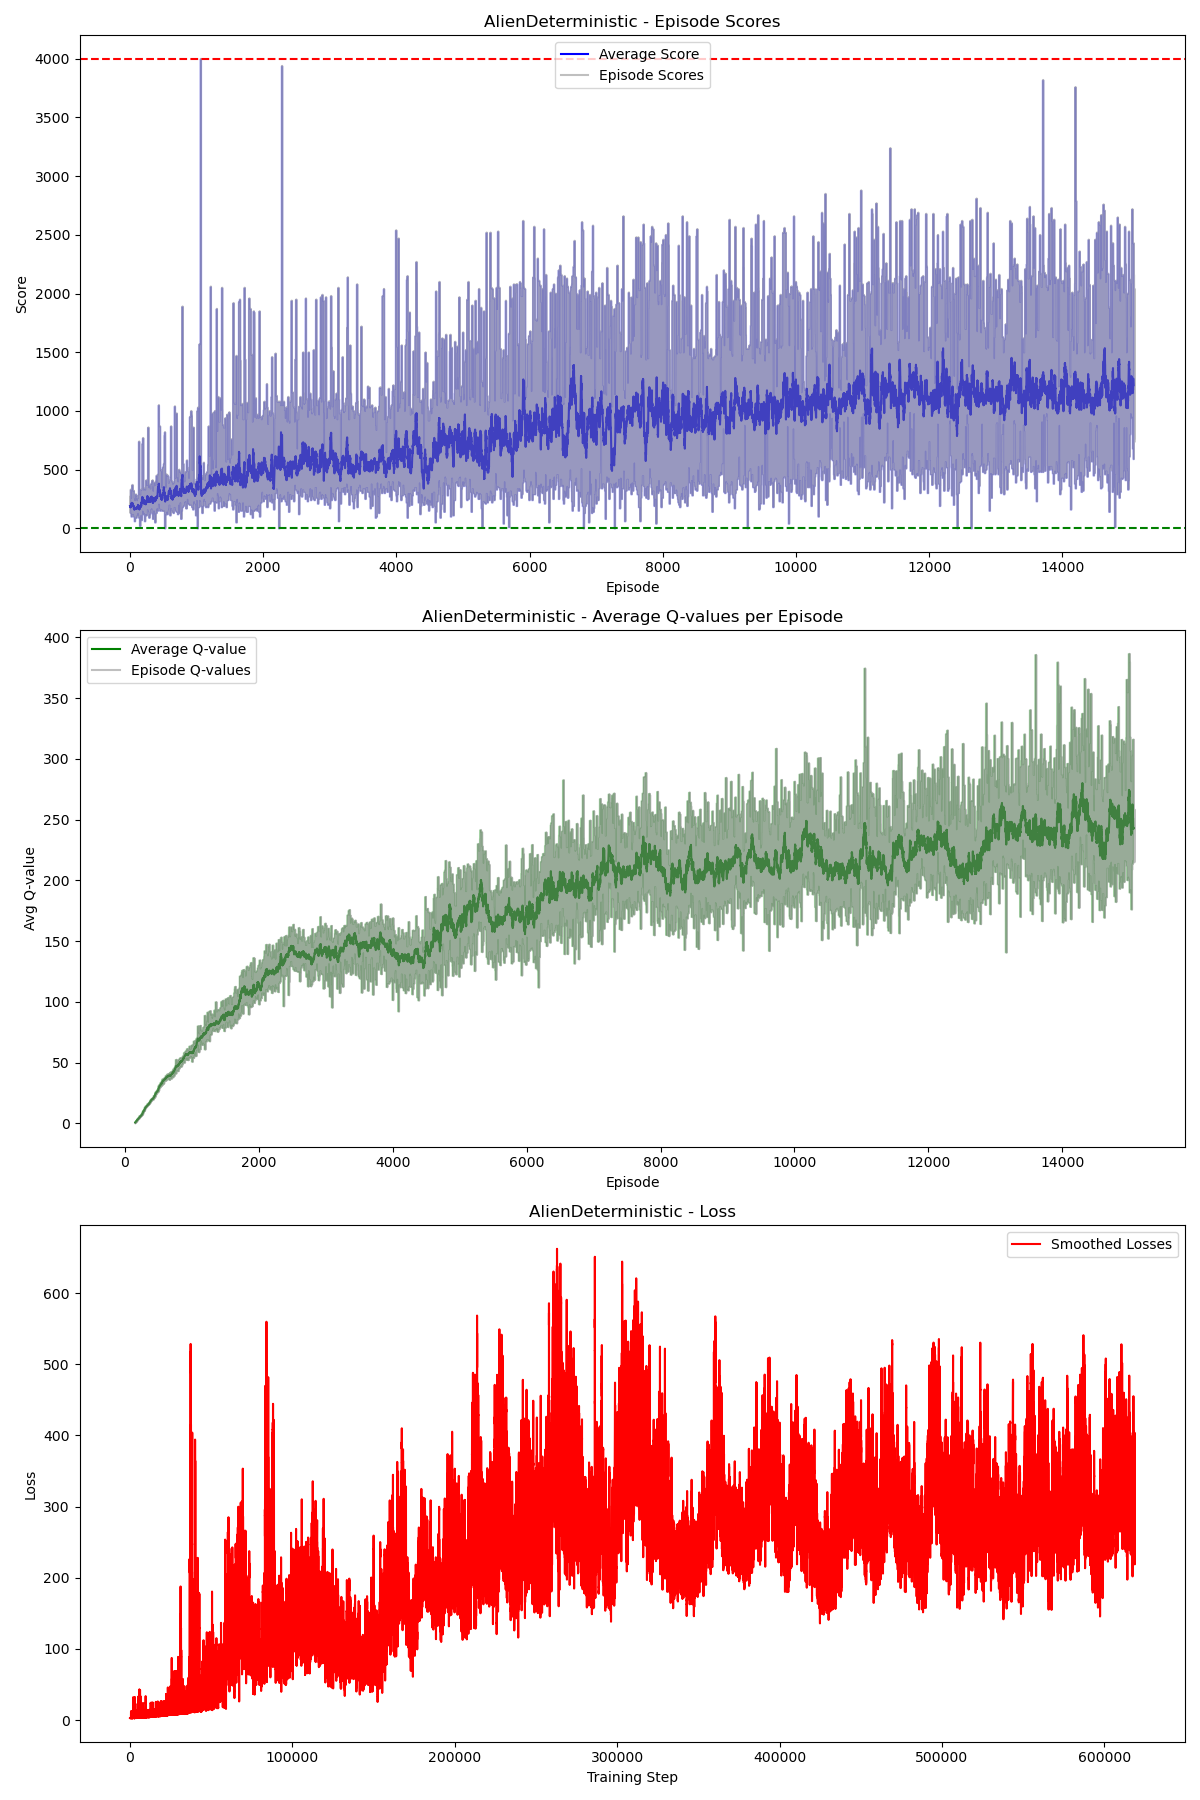 AlienDeterministic - Episode Scores
Average Score
Episode Scores
4000
3500
3000
2500
2000
1500
1000
500
0
Score
0 2000 4000 6000 8000 10000 12000 14000
Episode
AlienDeterministic - Average Q-values per Episode
Average Q-value
Episode Q-values
400
350
300
250
200
150
100
50
0
Avg Q-value
0 2000 4000 6000 8000 10000 12000 14000
Episode
AlienDeterministic - Loss
Smoothed Losses
600
500
400
300
200
100
0
Loss
0 100000 200000 300000 400000 500000 600000
Training Step